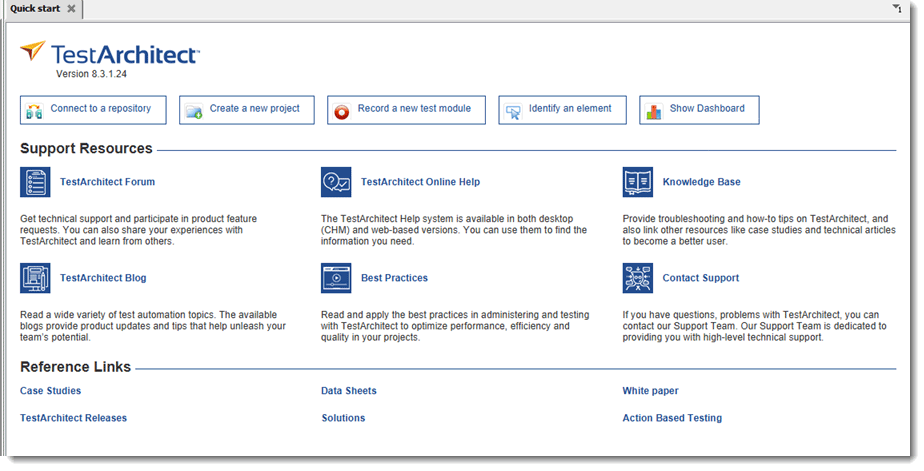 Quick start
1
TestArchitect™
Version 8.3.1.24
Connect to a repository
Create a new project
Record a new test module
Identify an element
Show Dashboard
Support Resources
TestArchitect Forum
Get technical support and participate in product feature
requests. You can also share your experiences with
TestArchitect and learn from others.
TestArchitect Online Help
The TestArchitect Help system is available in both desktop
(CHM) and web-based versions. You can use them to find the
information you need.
Knowledge Base
Provide troubleshooting and how-to tips on TestArchitect, and
also link other resources like case studies and technical articles
to become a better user.
TestArchitect Blog
Read a wide variety of test automation topics. The available
blogs provide product updates and tips that help unleash your
team's potential.
Best Practices
Read and apply the best practices in administering and testing
with TestArchitect to optimize performance, efficiency and
quality in your projects.
Contact Support
If you have questions, problems with TestArchitect, you can
contact our Support Team. Our Support Team is dedicated to
providing you with high-level technical support.
Reference Links
Case Studies
Data Sheets
White paper
TestArchitect Releases
Solutions
Action Based Testing